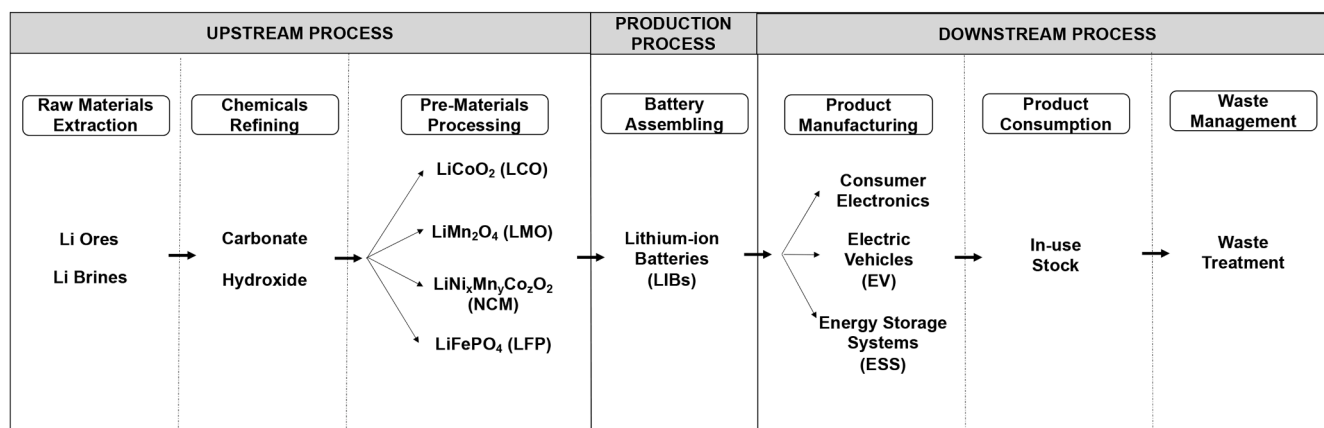 UPSTREAM PROCESS
PRODUCTION
PROCESS
DOWNSTREAM PROCESS
Raw Materials
Extraction
Chemicals
Refining
Pre-Materials
Processing
Battery
Assembling
Product
Manufacturing
Product
Consumption
Waste
Management
Li Ores
Li Brines
Carbonate
Hydroxide
LiCoO₂ (LCO)
LiMn₂O₄ (LMO)
LiNiₓMnᵧCo𝓏O₂
(NCM)
LiFePO₄ (LFP)
Lithium-ion
Batteries
(LIBs)
Consumer
Electronics
Electric
Vehicles
(EV)
Energy Storage
Systems
(ESS)
In-use
Stock
Waste
Treatment